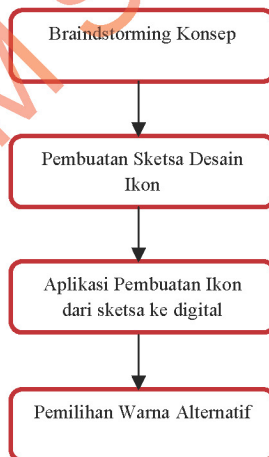 Braindstorming Konsep
Pembuatan Sketsa Desain
Ikon
Aplikasi Pembuatan Ikon
dari sketsa ke digital
Pemilihan Warna Alternatif